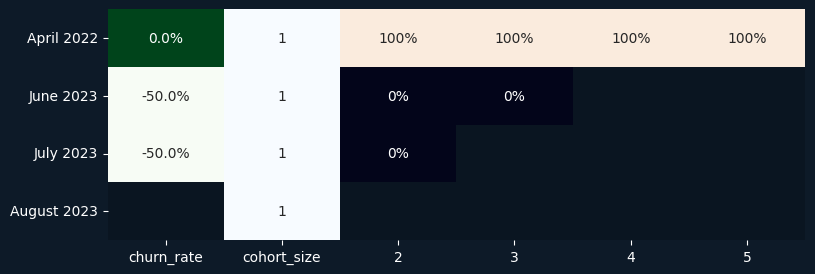 April 2022 0.0% 1 100% 100% 100% 100%
June 2023 -50.0% 1 0% 0%
July 2023 -50.0% 1 0%
August 2023 1
churn_rate cohort_size 2 3 4 5